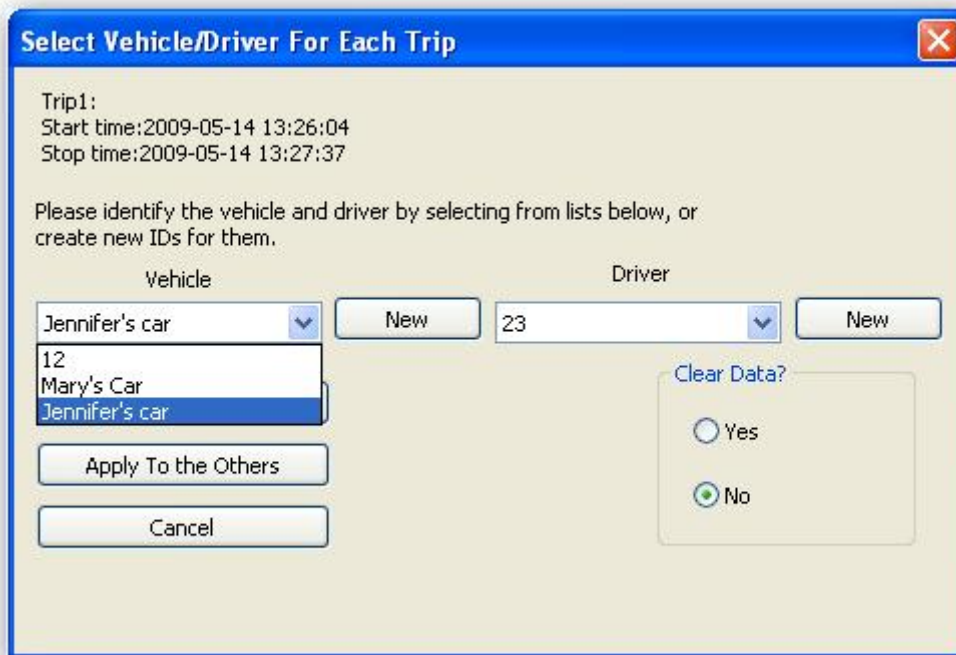 Select Vehicle/Driver For Each Trip
Trip1:
Start time:2009-05-14 13:26:04
Stop time:2009-05-14 13:27:37
Please identify the vehicle and driver by selecting from lists below, or
create new IDs for them.
Vehicle
Driver
Jennifer's car
New
23
New
12
Mary's Car
Jennifer's car
Clear Data?
Yes
Apply To the Others
No
Cancel